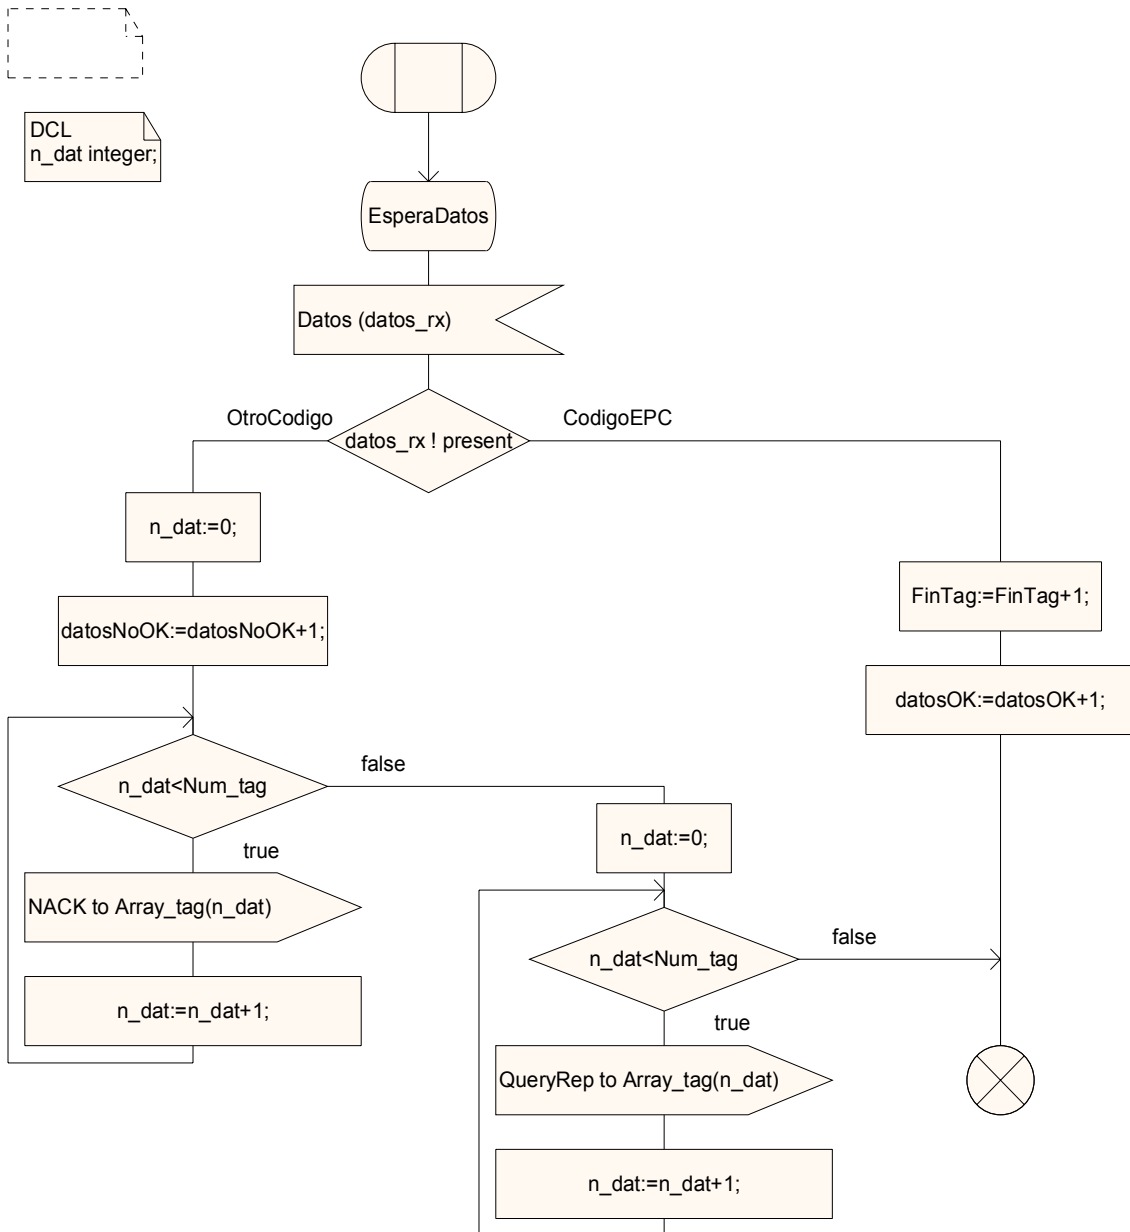 DCL
n_dat integer;
EsperaDatos
Datos (datos_rx)
OtroCodigo
datos_rx ! present
CodigoEPC
n_dat:=0;
FinTag:=FinTag+1;
datosNoOK:=datosNoOK+1;
datosOK:=datosOK+1;
n_dat<Num_tag
false
true
n_dat:=0;
NACK to Array_tag(n_dat)
n_dat<Num_tag
false
n_dat:=n_dat+1;
true
QueryRep to Array_tag(n_dat)
n_dat:=n_dat+1;